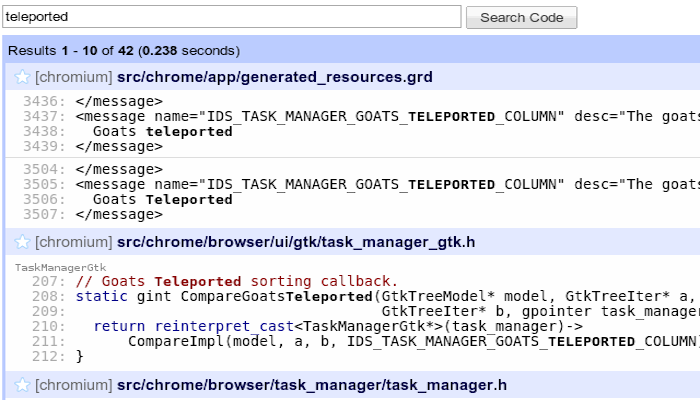 teleported
Search Code
Results 1 - 10 of 42 (0.238 seconds)
[chromium] src/chrome/app/generated_resources.grd
3436: </message>
3437: <message name="IDS_TASK_MANAGER_GOATS_TELEPORTED_COLUMN" desc="The goats
3438: Goats teleported
3439: </message>
3504: </message>
3505: <message name="IDS_TASK_MANAGER_GOATS_TELEPORTED_COLUMN" desc="The goats
3506: Goats Teleported
3507: </message>
[chromium] src/chrome/browser/ui/gtk/task_manager_gtk.h
TaskManagerGtk
207: // Goats Teleported sorting callback.
208: static gint CompareGoatsTeleported(GtkTreeModel* model, GtkTreeIter* a,
209: GtkTreeIter* b, gpointer task_manager
210: return reinterpret_cast<TaskManagerGtk*>(task_manager)->
211: CompareImpl(model, a, b, IDS_TASK_MANAGER_GOATS_TELEPORTED_COLUMN)
212: }
[chromium] src/chrome/browser/task_manager/task_manager.h